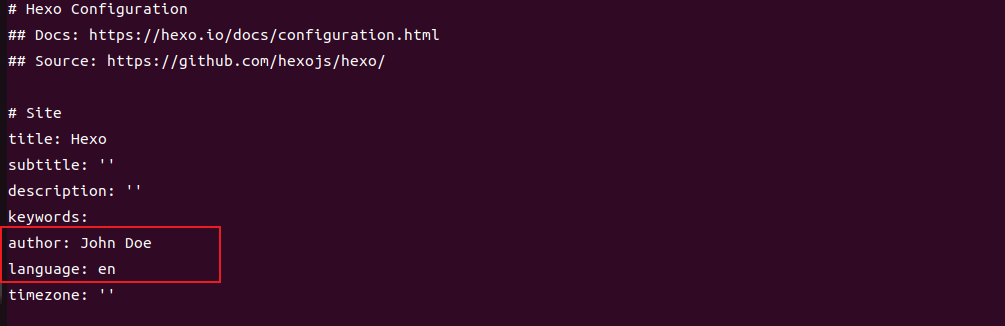 # Hexo Configuration
## Docs: https://hexo.io/docs/configuration.html
## Source: https://github.com/hexojs/hexo/
# Site
title: Hexo
subtitle: ''
description: ''
keywords:
author: John Doe
language: en
timezone: ''